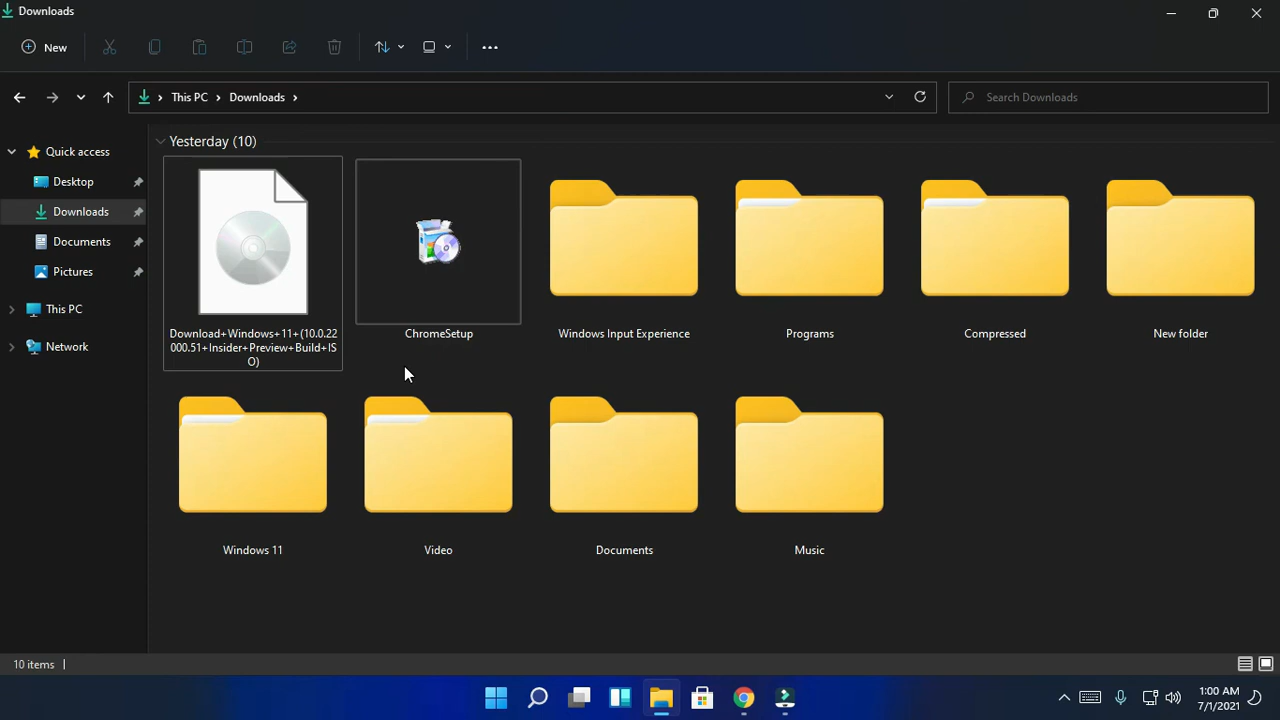 Downloads
New
This PC
Downloads
Search Downloads
Quick access
Desktop
Downloads
Documents
Pictures
This PC
Network
Yesterday (10)
Download+Windows+11+(10.0.22
000.51+Insider+Preview+Build+IS
O)
ChromeSetup
Windows Input Experience
Programs
Compressed
New folder
Windows 11
Video
Documents
Music
10 items
1:00 AM
7/1/2021